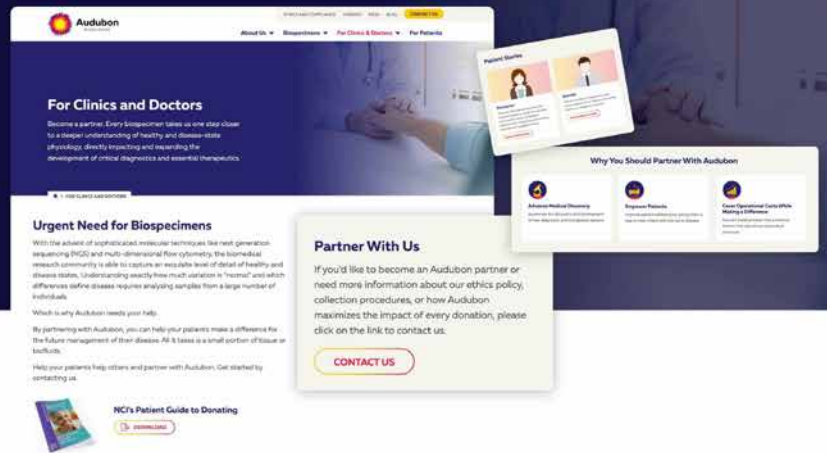 Audubon
ETHICS AND COMPLIANCE CAREERS NEWS BLOG CONTACT US
About Us Biospecimens For Clinics & Doctors For Patients
For Clinics and Doctors
Become a partner. Every biospecimen takes us one step closer
to a deeper understanding of healthy and disease-state
physiology, directly impacting and expanding the
development of critical diagnostics and essential therapeutics.
FOR CLINICS AND DOCTORS
Patient Stories
Why You Should Partner With Audubon
Advance Medical Discovery
Empower Patients
Cover Operational Costs While
Making a Difference
Urgent Need for Biospecimens
With the advent of sophisticated molecular techniques like next generation
sequencing (NGS) and multi-dimensional flow cytometry, the biomedical
research community is able to capture an exquisite level of detail of healthy and
disease states. Understanding exactly how much variation is "normal" and which
differences define disease requires analyzing samples from a large number of
individuals.
Which is why Audubon needs your help.
By partnering with Audubon, you can help your patients make a difference for
the future management of their disease. All it takes is a small portion of tissue or
biofluids.
Help your patients help others and partner with Audubon. Get started by
contacting us.
NCI's Patient Guide to Donating
DOWNLOAD
Partner With Us
If you'd like to become an Audubon partner or
need more information about our ethics policy,
collection procedures, or how Audubon
maximizes the impact of every donation, please
click on the link to contact us.
CONTACT US